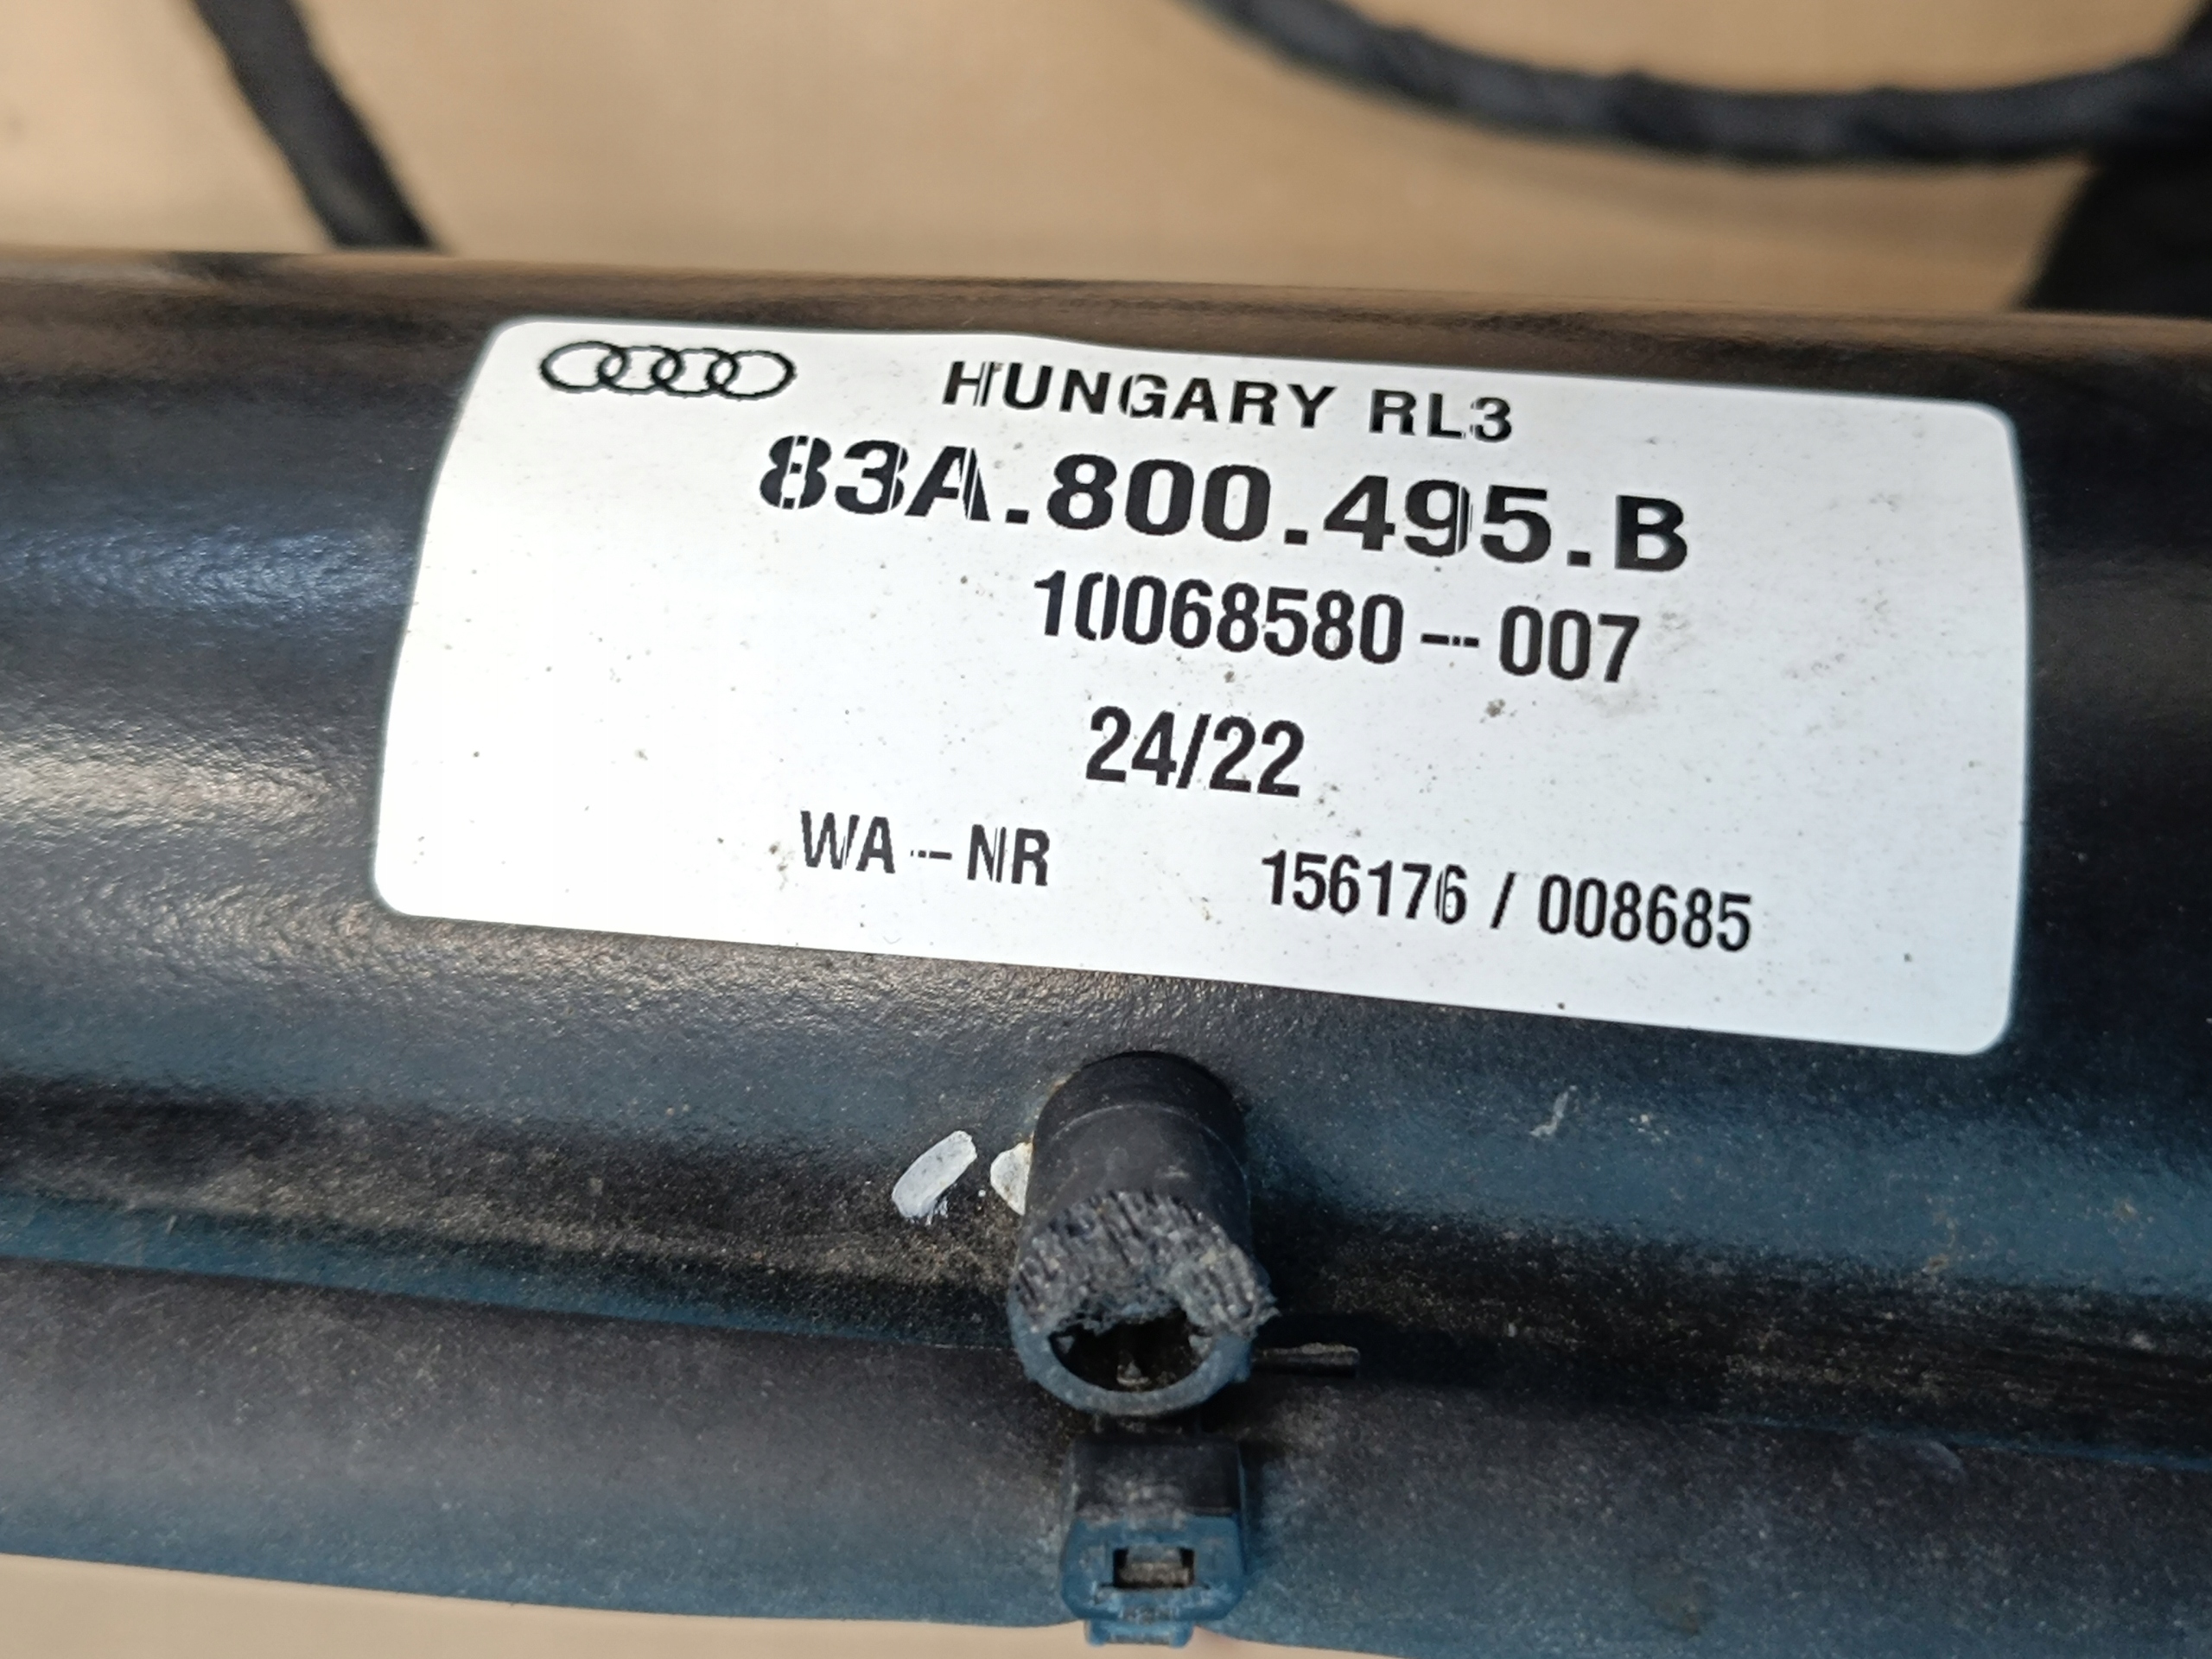 HUNGARY RL3
83A.800.495.B
10068580-007
24/22
WA-NR 156176 / 008685